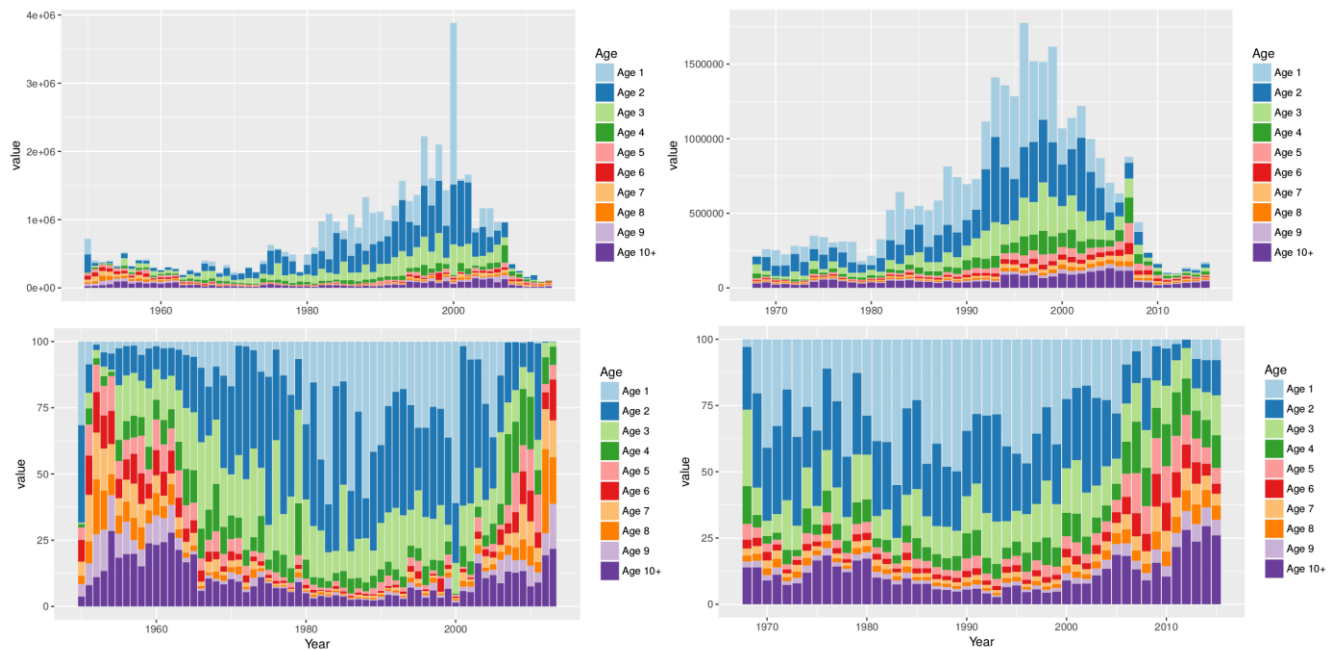 4e+06
3e+06
2e+06
1e+06
0e+00
value
1960
1980
2000
Age
Age 1
Age 2
Age 3
Age 4
Age 5
Age 6
Age 7
Age 8
Age 9
Age 10+
1500000
1000000
500000
0
value
1970
1980
1990
2000
2010
Age
Age 1
Age 2
Age 3
Age 4
Age 5
Age 6
Age 7
Age 8
Age 9
Age 10+
100
75
50
25
0
value
1960
1980
2000
Year
Age
Age 1
Age 2
Age 3
Age 4
Age 5
Age 6
Age 7
Age 8
Age 9
Age 10+
100
75
50
25
0
value
1970
1980
1990
2000
2010
Year
Age
Age 1
Age 2
Age 3
Age 4
Age 5
Age 6
Age 7
Age 8
Age 9
Age 10+